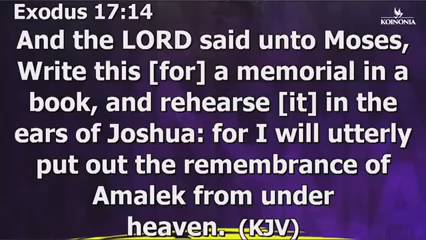 Exodus 17:14
KOINONIA
And the LORD said unto Moses,
Write this [for] a memorial in a
book, and rehearse [it] in the
ears of Joshua: for I will utterly
put out the remembrance of
Amalek from under
heaven. (KJV)